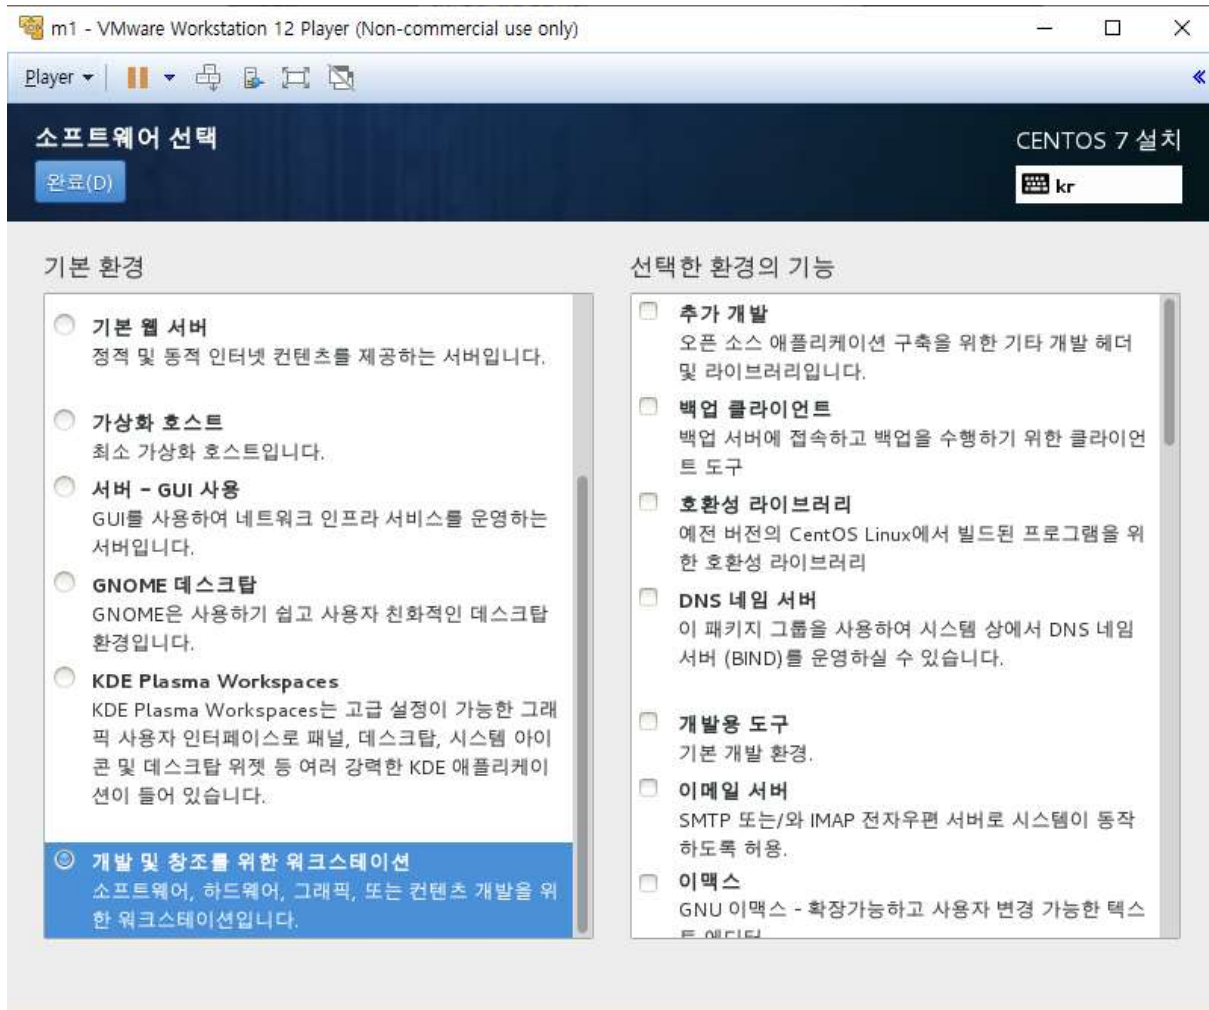 m1 - VMware Workstation 12 Player (Non-commercial use only)
Player
소프트웨어 선택
CENTOS 7 설치
완료(D)
kr
기본 환경
기본 웹 서버
정적 및 동적 인터넷 컨텐츠를 제공하는 서버입니다.
가상화 호스트
최소 가상화 호스트입니다.
서버 – GUI 사용
GUI를 사용하여 네트워크 인프라 서비스를 운영하는
서버입니다.
GNOME 데스크탑
GNOME은 사용하기 쉽고 사용자 친화적인 데스크탑
환경입니다.
KDE Plasma Workspaces
KDE Plasma Workspaces는 고급 설정이 가능한 그래
픽 사용자 인터페이스로 패널, 데스크탑, 시스템 아이
콘 및 데스크탑 위젯 등 여러 강력한 KDE 애플리케이
션이 들어 있습니다.
개발 및 창조를 위한 워크스테이션
소프트웨어, 하드웨어, 그래픽, 또는 컨텐츠 개발을 위
한 워크스테이션입니다.
선택한 환경의 기능
추가 개발
오픈 소스 애플리케이션 구축을 위한 기타 개발 헤더
및 라이브러리입니다.
백업 클라이언트
백업 서버에 접속하고 백업을 수행하기 위한 클라이언
트 도구
호환성 라이브러리
예전 버전의 CentOS Linux에서 빌드된 프로그램을 위
한 호환성 라이브러리
DNS 네임 서버
이 패키지 그룹을 사용하여 시스템 상에서 DNS 네임
서버 (BIND)를 운영하실 수 있습니다.
개발용 도구
기본 개발 환경.
이메일 서버
SMTP 또는/와 IMAP 전자우편 서버로 시스템이 동작
하도록 허용.
이맥스
GNU 이맥스 – 확장가능하고 사용자 변경 가능한 텍스
트 에디터